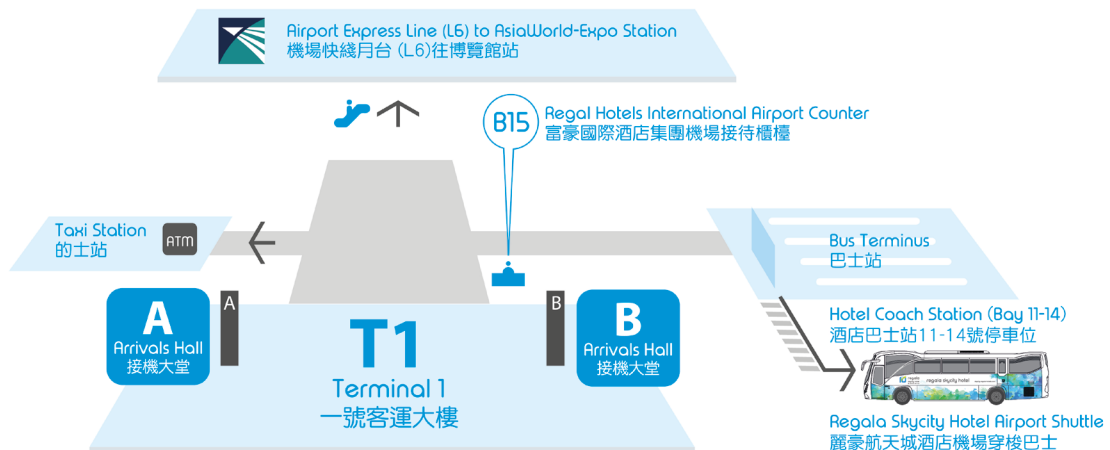 Airport Express Line (L6) to AsiaWorld-Expo Station
機場快綫月台 (L6)往博覽館站
B15
Regal Hotels International Airport Counter
富豪國際酒店集團機場接待櫃檯
Taxi Station
的士站
ATM
Bus Terminus
巴士站
A
Arrivals Hall
接機大堂
A
T1
Terminal 1
一號客運大樓
B
B
Arrivals Hall
接機大堂
Hotel Coach Station (Bay 11-14)
酒店巴士站11-14號停車位
regala
regala skycity hotel
Regala Skycity Hotel Airport Shuttle
麗豪航天城酒店機場穿梭巴士